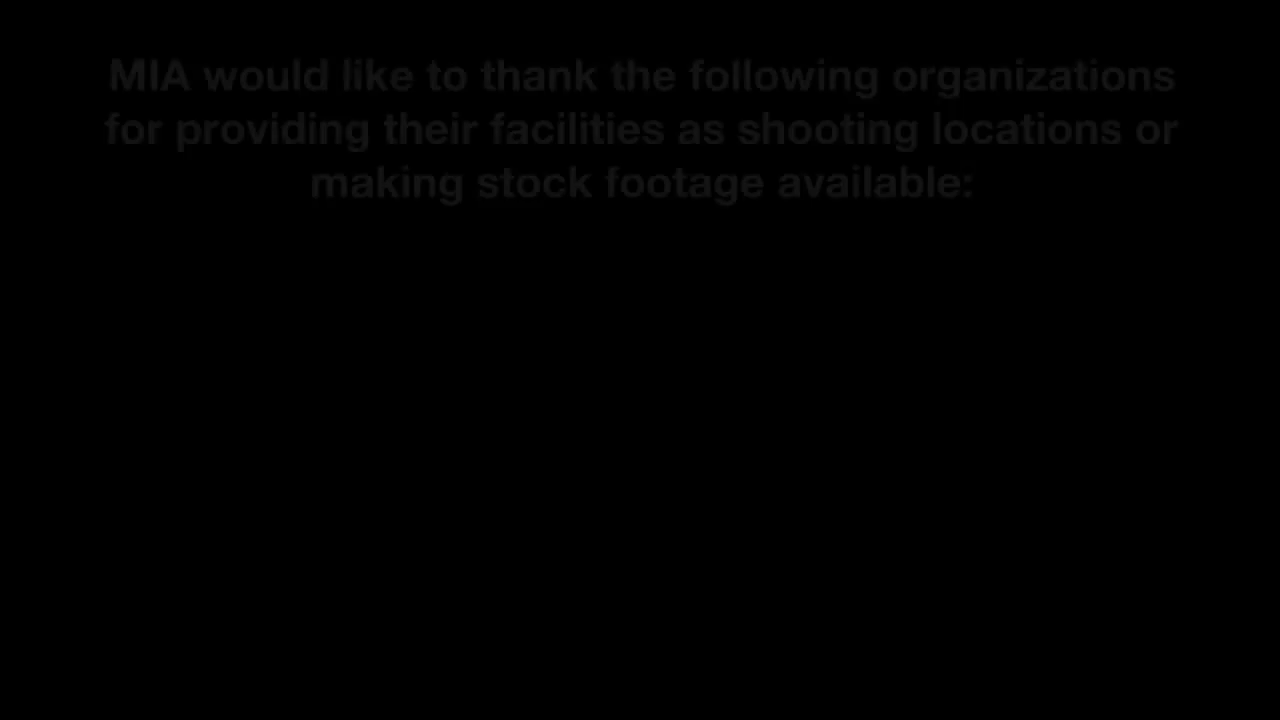 MIA would like to thank the following organizations
for providing their facilities as shooting locations or
making stock footage available: